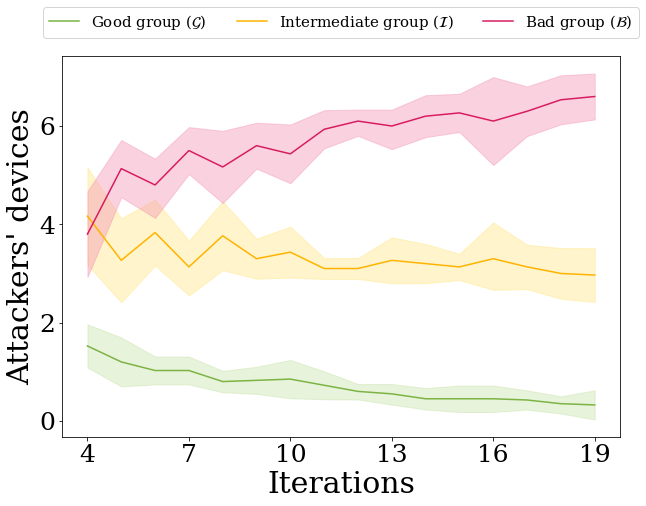 Good group (𝒢) Intermediate group (ℐ) Bad group (ℬ)
Attackers' devices
6
4
2
0
4 7 10 13 16 19
Iterations